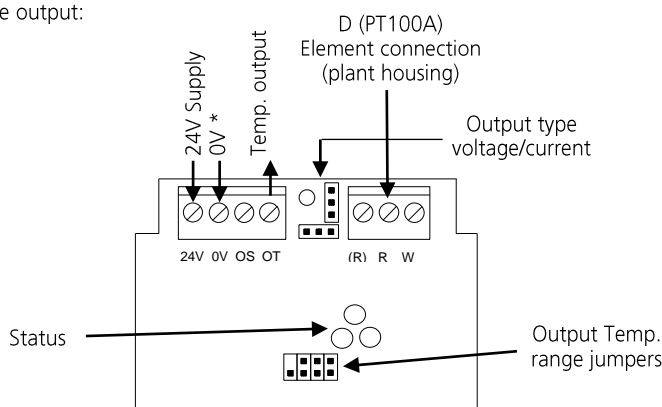 e output:
D (PT100A)
Element connection
(plant housing)
24V Supply
0V *
Temp. output
Output type
voltage/current
24V 0V OS OT
(R) R W
Status
Output Temp.
range jumpers